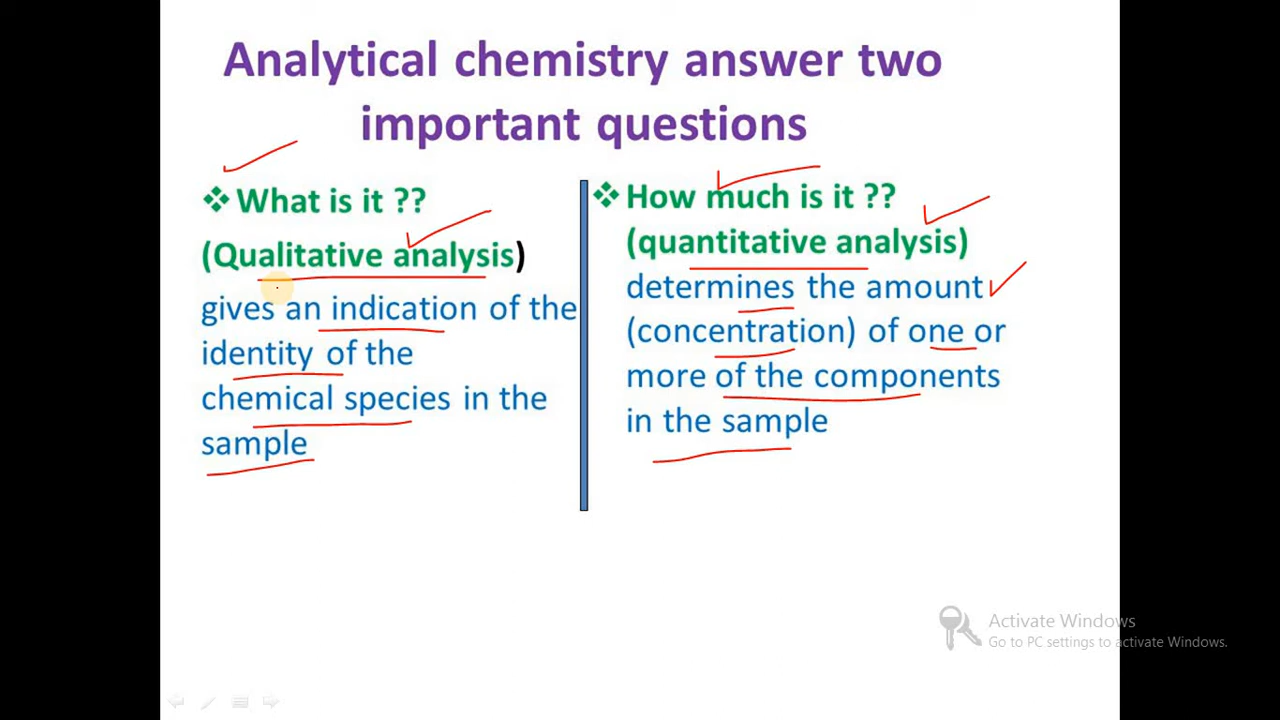 Analytical chemistry answer two
important questions
❖ What is it ??
(Qualitative analysis)
gives an indication of the
identity of the
chemical species in the
sample
❖ How much is it ??
(quantitative analysis)
determines the amount
(concentration) of one or
more of the components
in the sample
Activate Windows
Go to PC settings to activate Windows.